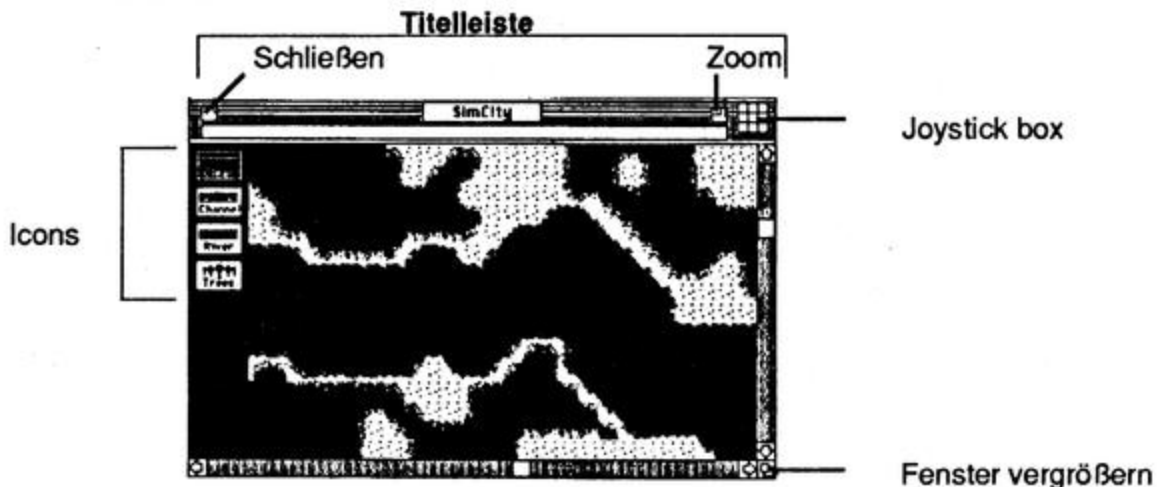 Titelleiste
Schließen
Zoom
SimCity
Joystick box
Icons
Channel
River
Trees
Fenster vergrößern